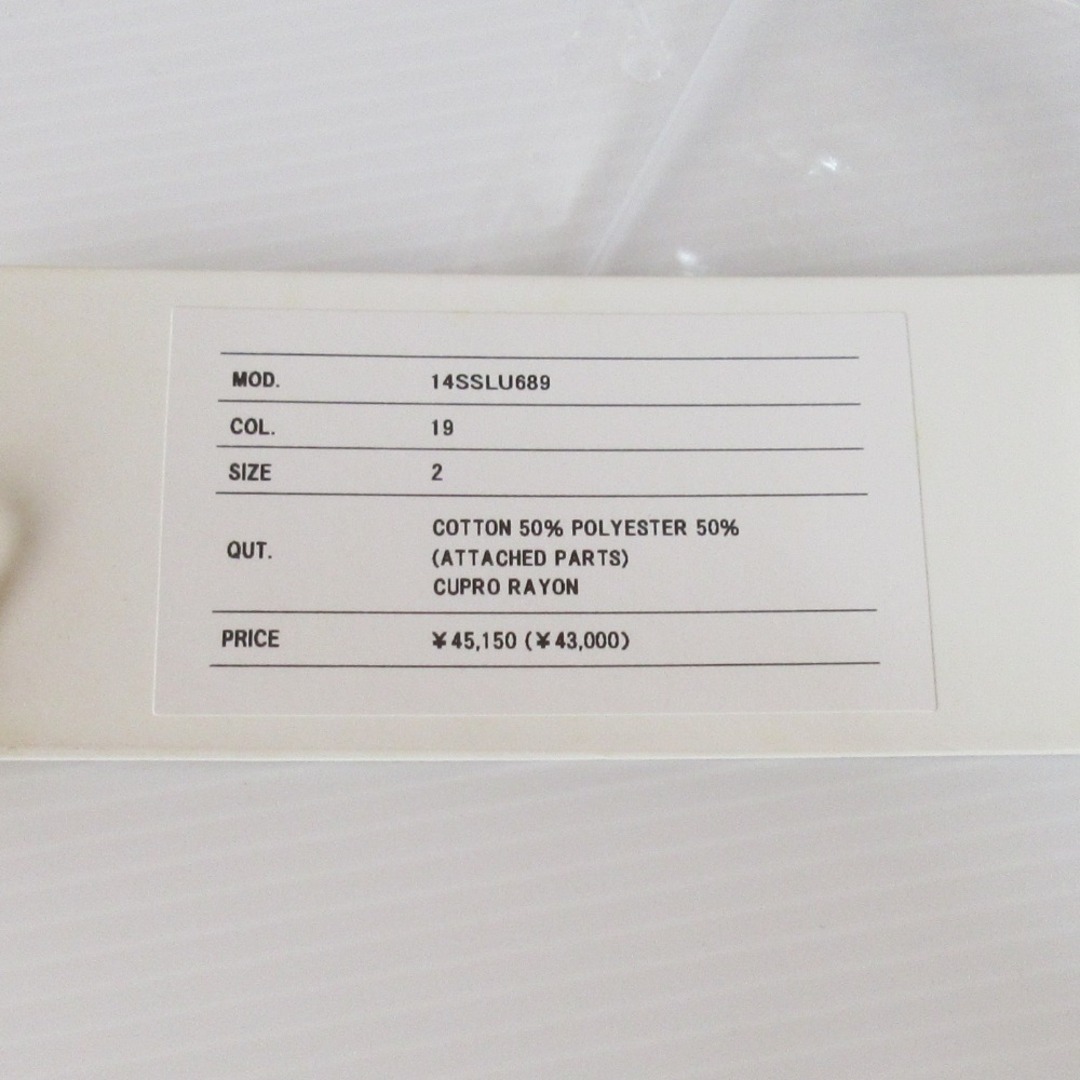 MOD. 14SSLU689
COL. 19
SIZE 2
QUT. COTTON 50% POLYESTER 50%
(ATTACHED PARTS)
CUPRO RAYON
PRICE ¥45,150 (¥43,000)